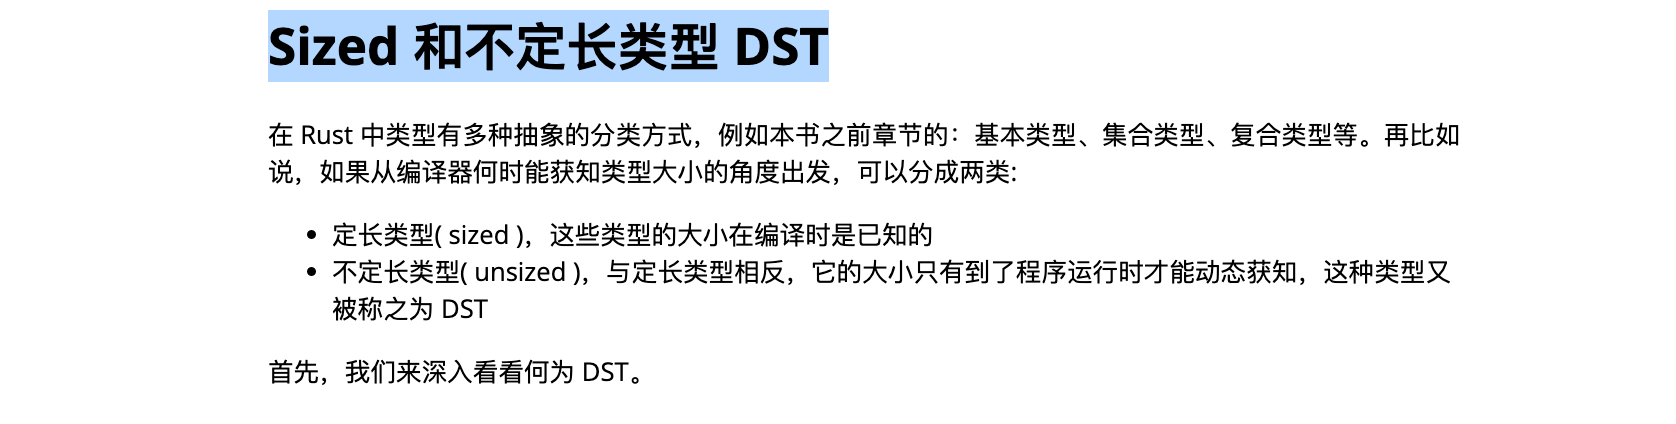 Sized 和不定长类型 DST
在 Rust 中类型有多种抽象的分类方式，例如本书之前章节的：基本类型、集合类型、复合类型等。再比如
说，如果从编译器何时能获知类型大小的角度出发，可以分成两类:
• 定长类型( sized )，这些类型的大小在编译时是已知的
• 不定长类型( unsized )，与定长类型相反，它的大小只有到了程序运行时才能动态获知，这种类型又
被称之为 DST
首先，我们来深入看看何为 DST。